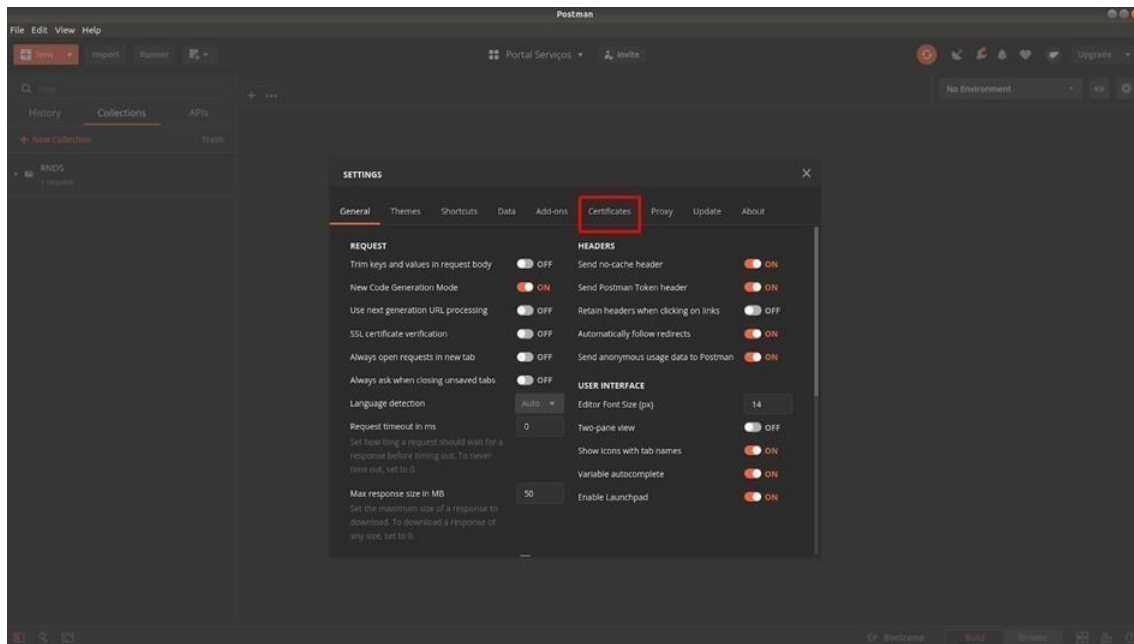 Postman
File Edit View Help
New Import Runner
Portal Serviços
Invite
Upgrade
Filter
No Environment
History Collections APIs
+ New Collection Trash
RNDS
1 request
SETTINGS
General Themes Shortcuts Data Add-ons Certificates Proxy Update About
REQUEST
Trim keys and values in request body OFF
New Code Generation Mode ON
Use next generation URL processing OFF
SSL certificate verification OFF
Always open requests in new tab OFF
Always ask when closing unsaved tabs OFF
Language detection Auto
Request timeout in ms 0
Set how long a request should wait for a
response before timing out. To never
time out, set to 0.
Max response size in MB 50
Set the maximum size of a response to
download. To download a response of
any size, set to 0.
HEADERS
Send no-cache header ON
Send Postman Token header ON
Retain headers when clicking on links OFF
Automatically follow redirects ON
Send anonymous usage data to Postman ON
USER INTERFACE
Editor Font Size (px) 14
Two-pane view OFF
Show icons with tab names ON
Variable autocomplete ON
Enable Launchpad ON
Bootcamp Build Browse